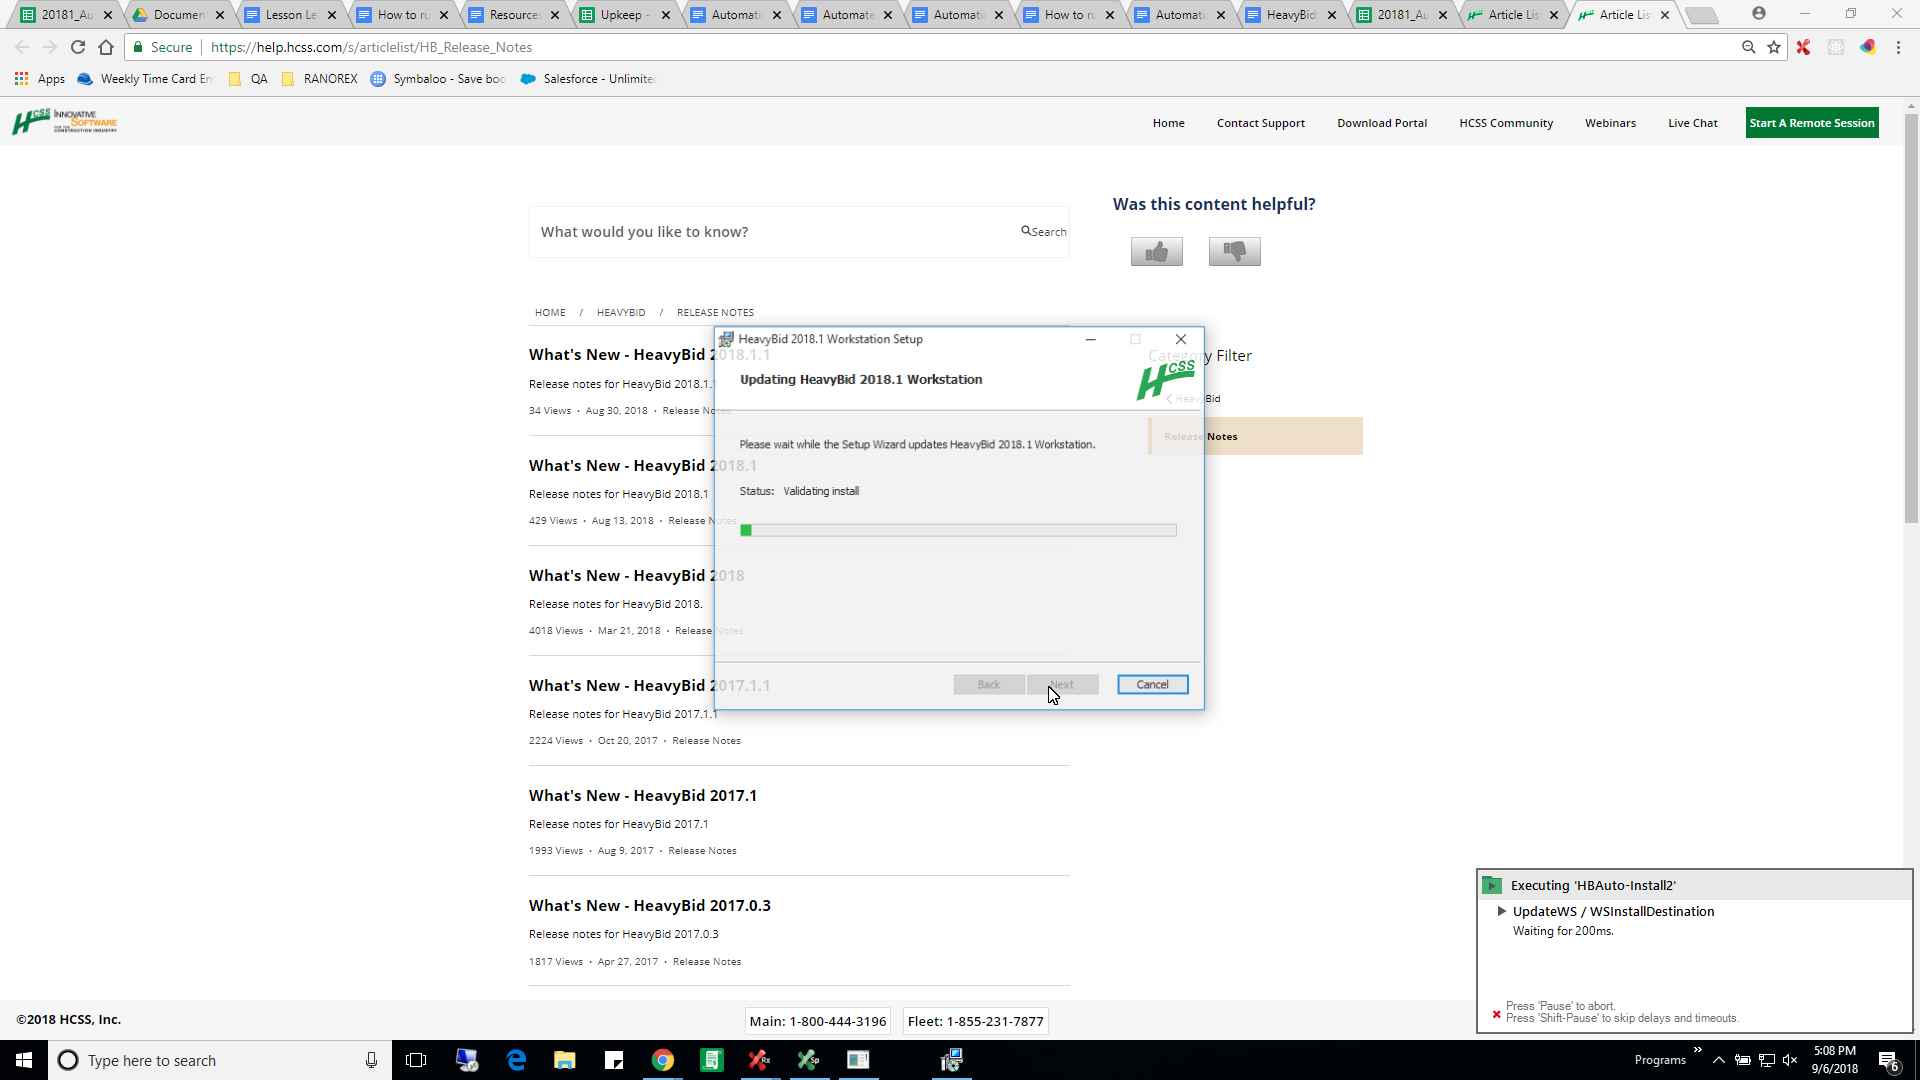 20181_Au
Documen
Lesson Le
How to ru
Resource
Upkeep -
Automati
Automate
Automati
How to ru
Automati
HeavyBid
20181_Au
Article Lis
Article Lis
Secure
https://help.hcss.com/s/articlelist/HB_Release_Notes
Apps
Weekly Time Card En
QA
RANOREX
Symbaloo - Save boo
Salesforce - Unlimite
HCSS INNOVATIVE SOFTWARE
FOR THE CONSTRUCTION INDUSTRY
Home
Contact Support
Download Portal
HCSS Community
Webinars
Live Chat
Start A Remote Session
What would you like to know?
Search
Was this content helpful?
HOME / HEAVYBID / RELEASE NOTES
What's New - HeavyBid 2018.1.1
Release notes for HeavyBid 2018.1.1
34 Views • Aug 30, 2018 • Release Notes
What's New - HeavyBid 2018.1
Release notes for HeavyBid 2018.1
429 Views • Aug 13, 2018 • Release Notes
What's New - HeavyBid 2018
Release notes for HeavyBid 2018.
4018 Views • Mar 21, 2018 • Release Notes
What's New - HeavyBid 2017.1.1
Release notes for HeavyBid 2017.1.1
2224 Views • Oct 20, 2017 • Release Notes
What's New - HeavyBid 2017.1
Release notes for HeavyBid 2017.1
1993 Views • Aug 9, 2017 • Release Notes
What's New - HeavyBid 2017.0.3
Release notes for HeavyBid 2017.0.3
1817 Views • Apr 27, 2017 • Release Notes
Category Filter
HeavyBid
Release Notes
HeavyBid 2018.1 Workstation Setup
Updating HeavyBid 2018.1 Workstation
HCSS
Please wait while the Setup Wizard updates HeavyBid 2018.1 Workstation.
Status: Validating install
Back
Next
Cancel
Executing 'HBAuto-Install2'
UpdateWS / WSInstallDestination
Waiting for 200ms.
Press 'Pause' to abort.
Press 'Shift-Pause' to skip delays and timeouts.
©2018 HCSS, Inc.
Main: 1-800-444-3196
Fleet: 1-855-231-7877
Type here to search
Rx
Sp
Programs
5:08 PM
9/6/2018
6